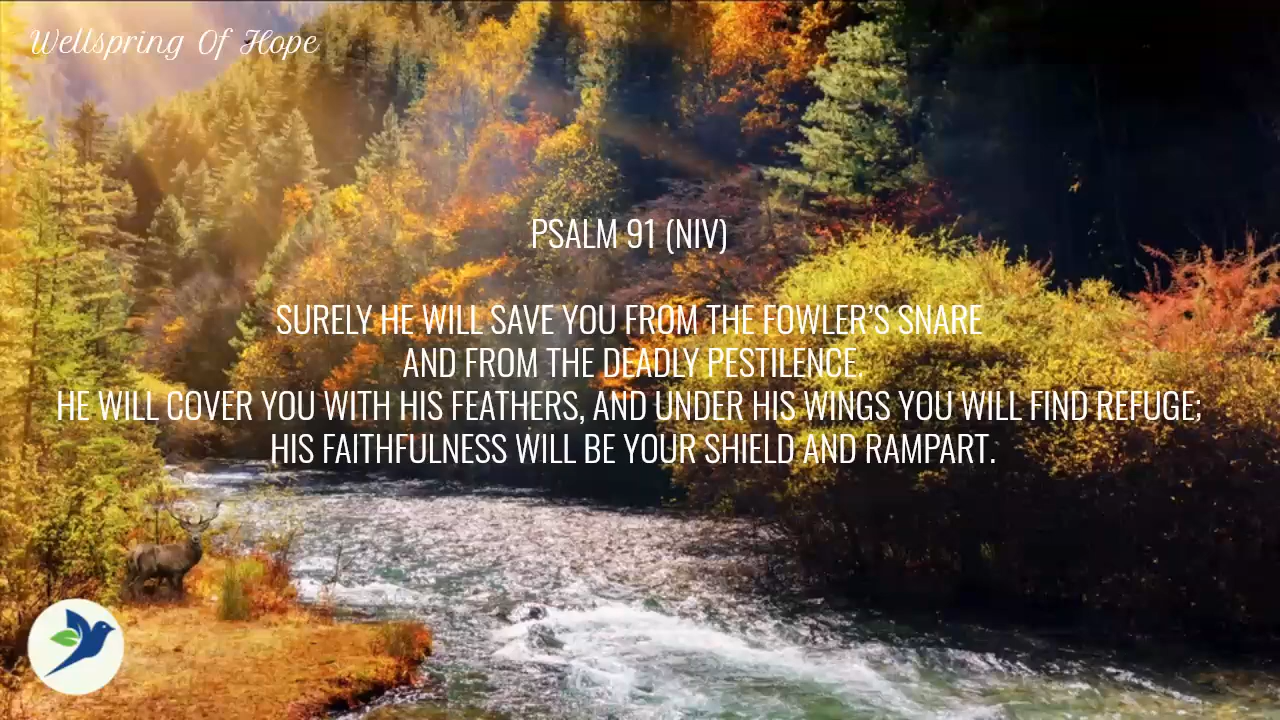 Wellspring Of Hope
PSALM 91 (NIV)
SURELY HE WILL SAVE YOU FROM THE FOWLER’S SNARE
AND FROM THE DEADLY PESTILENCE.
HE WILL COVER YOU WITH HIS FEATHERS, AND UNDER HIS WINGS YOU WILL FIND REFUGE;
HIS FAITHFULNESS WILL BE YOUR SHIELD AND RAMPART.